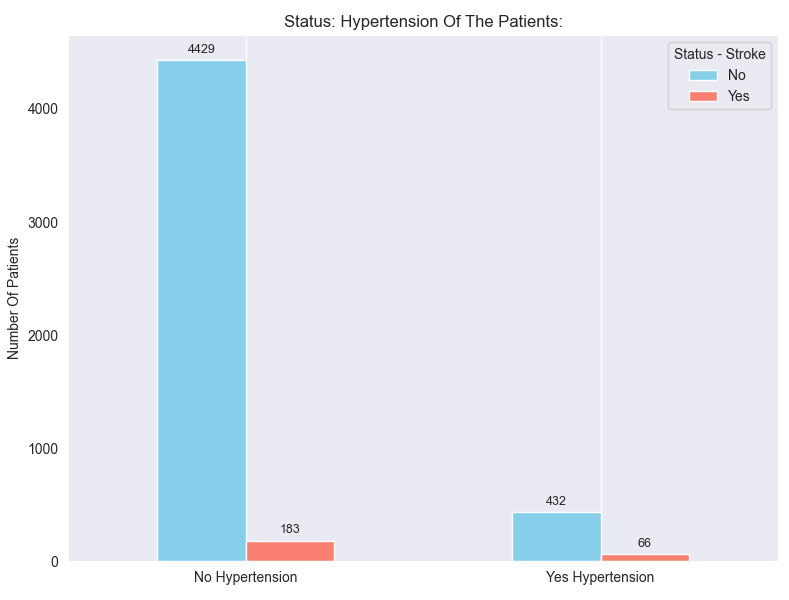 Status: Hypertension Of The Patients:
Status - Stroke
No
Yes
Number Of Patients
4000
3000
2000
1000
0
4429
183
432
66
No Hypertension
Yes Hypertension